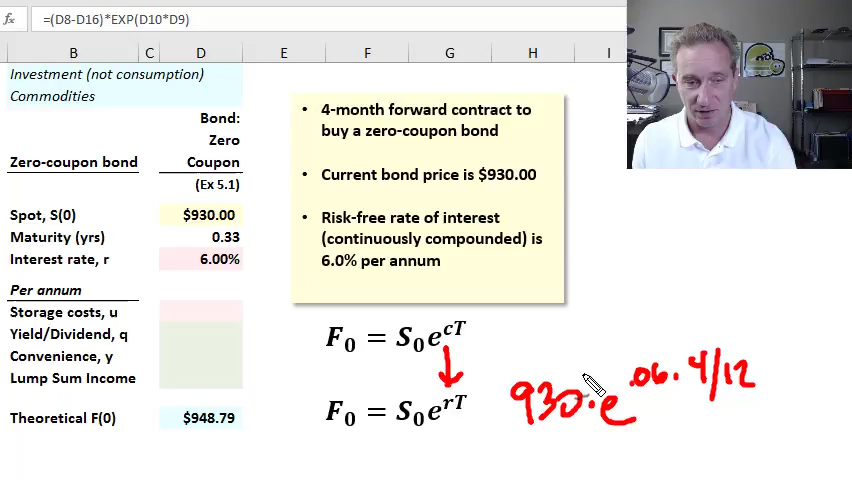 fx =(D8-D16)*EXP(D10*D9)
B C D E F G H I
Investment (not consumption)
Commodities
Bond:
Zero
Zero-coupon bond Coupon
(Ex 5.1)
Spot, S(0) $930.00
Maturity (yrs) 0.33
Interest rate, r 6.00%
Per annum
Storage costs, u
Yield/Dividend, q
Convenience, y
Lump Sum Income
Theoretical F(0) $948.79
• 4-month forward contract to
buy a zero-coupon bond
• Current bond price is $930.00
• Risk-free rate of interest
(continuously compounded) is
6.0% per annum
F₀ = S₀e^cT
F₀ = S₀e^rT
930·e^.06·4/12